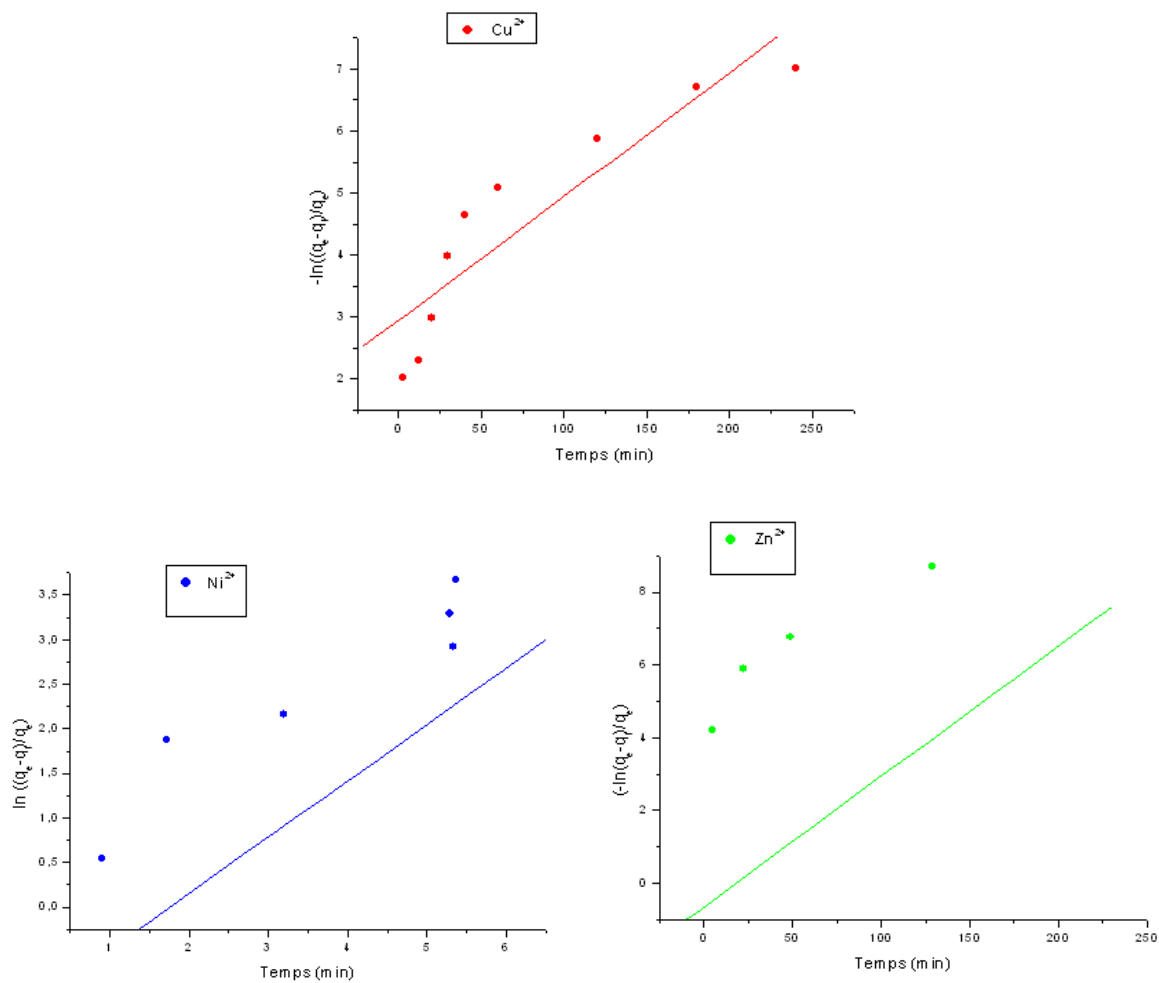 Cu²⁺
7
6
5
4
3
2
-ln((qₑ-qₜ)/qₑ)
0 50 100 150 200 250
Temps (min)
Ni²⁺
3,5
3,0
2,5
2,0
1,5
1,0
0,5
0,0
ln ((qₑ-qₜ)/qₑ)
1 2 3 4 5 6
Temps (min)
Zn²⁺
8
6
4
2
0
(-ln(qₑ-qₜ)/qₑ)
0 50 100 150 200 250
Temps (min)